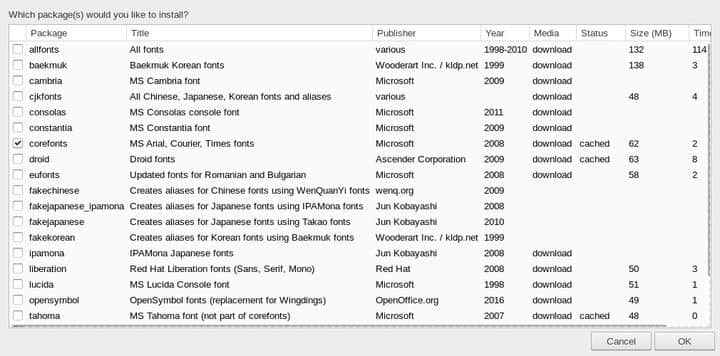 Which package(s) would you like to install?
Package Title Publisher Year Media Status Size (MB)
allfonts All fonts various 1998-2010 download 132 114
baekmuk Baekmuk Korean fonts Wooderart Inc. / kldp.net 1999 download 138 3
cambria MS Cambria font Microsoft 2009 download
cjkfonts All Chinese, Japanese, Korean fonts and aliases various download 48 4
consolas MS Consolas console font Microsoft 2011 download
constantia MS Constantia font Microsoft 2009 download
corefonts MS Arial, Courier, Times fonts Microsoft 2008 download cached 62 2
droid Droid fonts Ascender Corporation 2009 download cached 63 8
eufonts Updated fonts for Romanian and Bulgarian Microsoft 2008 download 58 2
fakechinese Creates aliases for Chinese fonts using WenQuanYi fonts wenq.org 2009
fakejapanese_ipamona Creates aliases for Japanese fonts using IPAMona fonts Jun Kobayashi 2008
fakejapanese Creates aliases for Japanese fonts using Takao fonts Jun Kobayashi 2010
fakekorean Creates aliases for Korean fonts using Baekmuk fonts Wooderart Inc. / kldp.net 1999
ipamona IPAMona Japanese fonts Jun Kobayashi 2008 download
liberation Red Hat Liberation fonts (Sans, Serif, Mono) Red Hat 2008 download 50 3
lucida MS Lucida Console font Microsoft 1998 download 51 1
opensymbol OpenSymbol fonts (replacement for Wingdings) OpenOffice.org 2016 download 49 1
tahoma MS Tahoma font (not part of corefonts) Microsoft 2007 download cached 48 0
Cancel OK